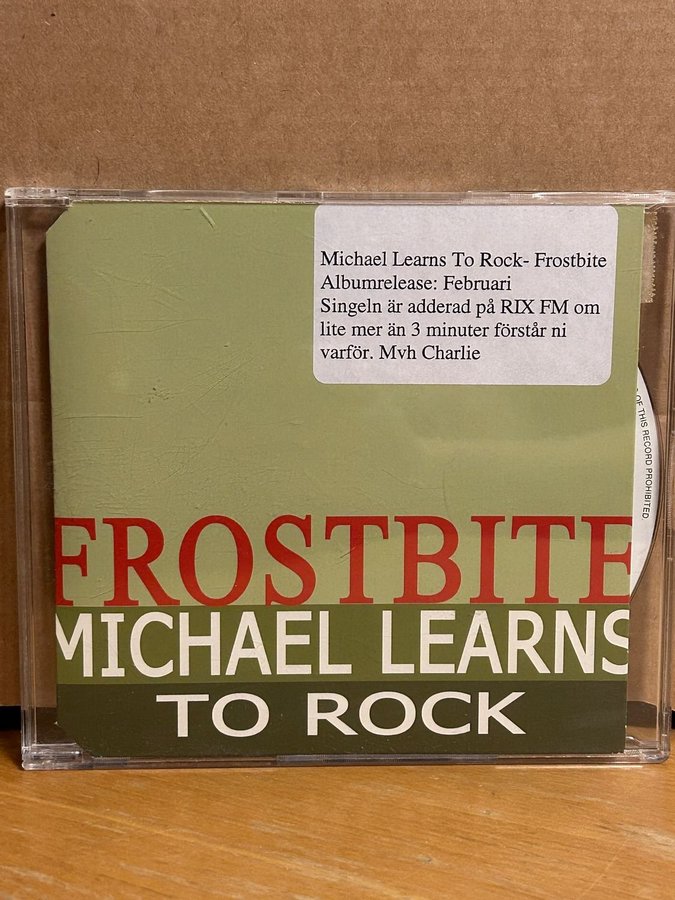 Michael Learns To Rock- Frostbite
Albumrelease: Februari
Singeln är adderad på RIX FM om
lite mer än 3 minuter förstår ni
varför. Mvh Charlie
OF THIS RECORD PROHIBITED
FROSTBITE
MICHAEL LEARNS
TO ROCK